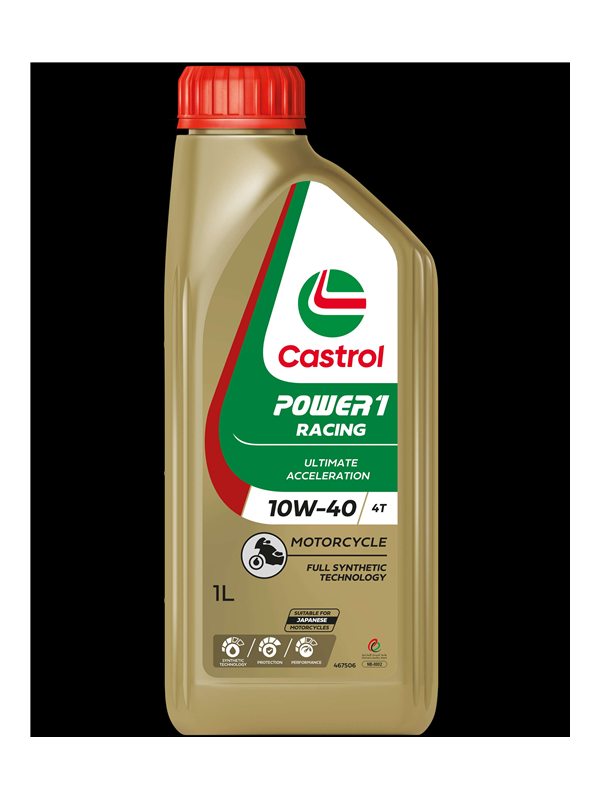 Castrol
POWER1
RACING
ULTIMATE
ACCELERATION
10W-40 4T
MOTORCYCLE
FULL SYNTHETIC
TECHNOLOGY
1L
SUITABLE FOR
JAPANESE
MOTORCYCLES
SYNTHETIC
TECHNOLOGY
PROTECTION
PERFORMANCE
467506